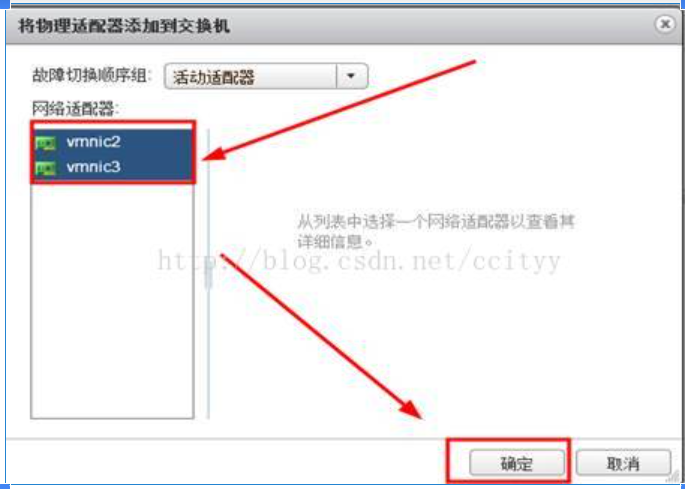 将物理适配器添加到交换机
故障切换顺序组: 活动适配器
网络适配器:
vmnic2
vmnic3
从列表中选择一个网络适配器以查看其
详细信息。
http://blog.csdn.net/ccityy
确定 取消